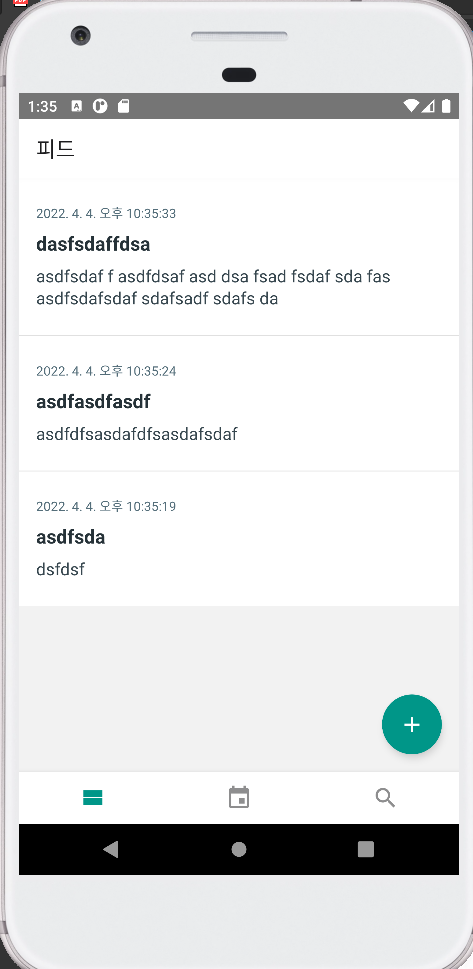 1:35
피드
2022. 4. 4. 오후 10:35:33
dasfsdaffdsa
asdfsdaf f asdfdsaf asd dsa fsad fsdaf sda fas
asdfsdafsdaf sdafsadf sdafs da
2022. 4. 4. 오후 10:35:24
asdfasdfasdf
asdfdfsasdafdfsasdafsdaf
2022. 4. 4. 오후 10:35:19
asdfsda
dsfdsf